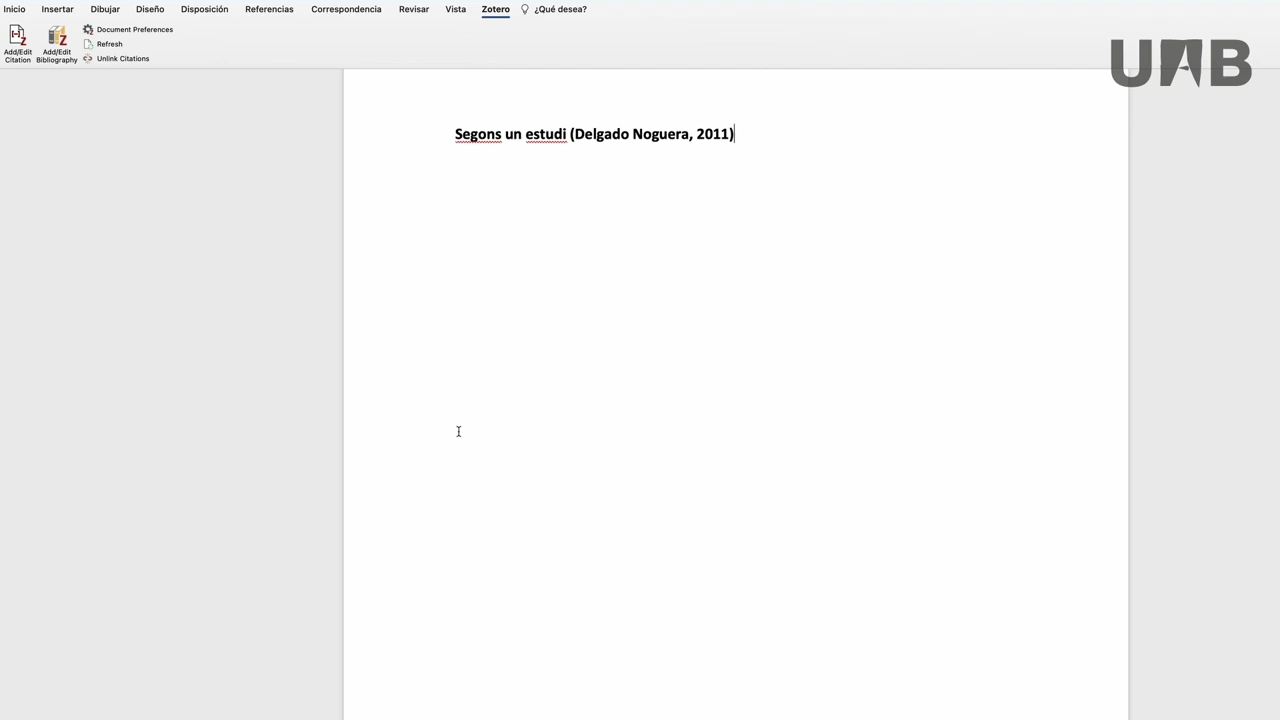 Inicio Insertar Dibujar Diseño Disposición Referencias Correspondencia Revisar Vista Zotero ¿Qué desea?
Add/Edit Citation
Add/Edit Bibliography
Document Preferences
Refresh
Unlink Citations
UAB
Segons un estudi (Delgado Noguera, 2011)